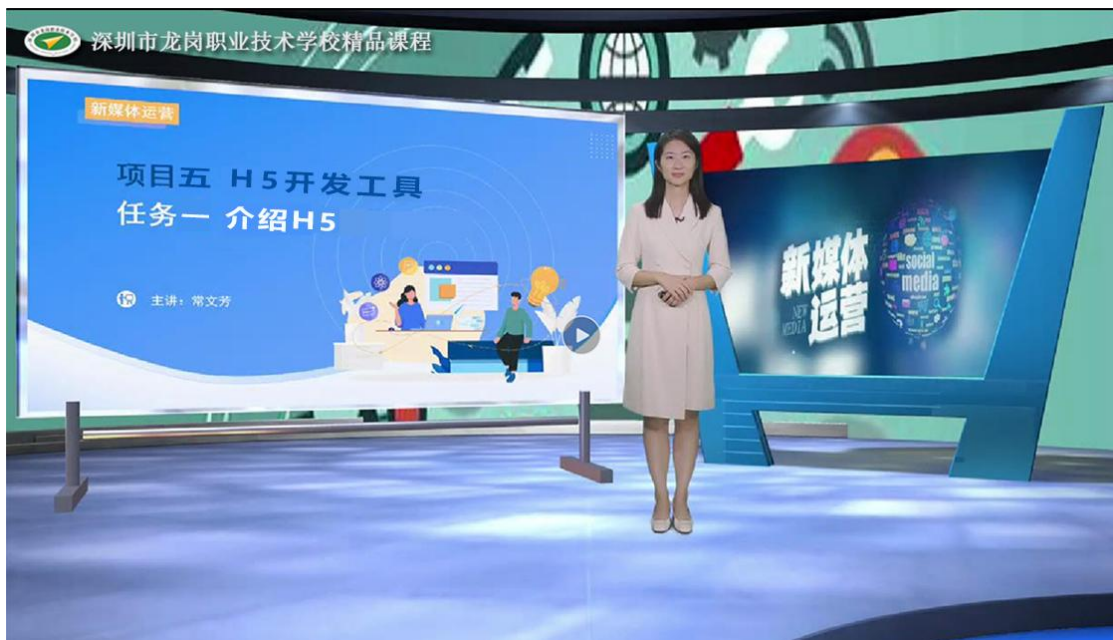 深圳市龙岗职业技术学校精品课程
新媒体运营
项目五 H5开发工具
任务一 介绍H5
主讲：常文芳
新媒体
运营
NEW
MEDIA
social
media